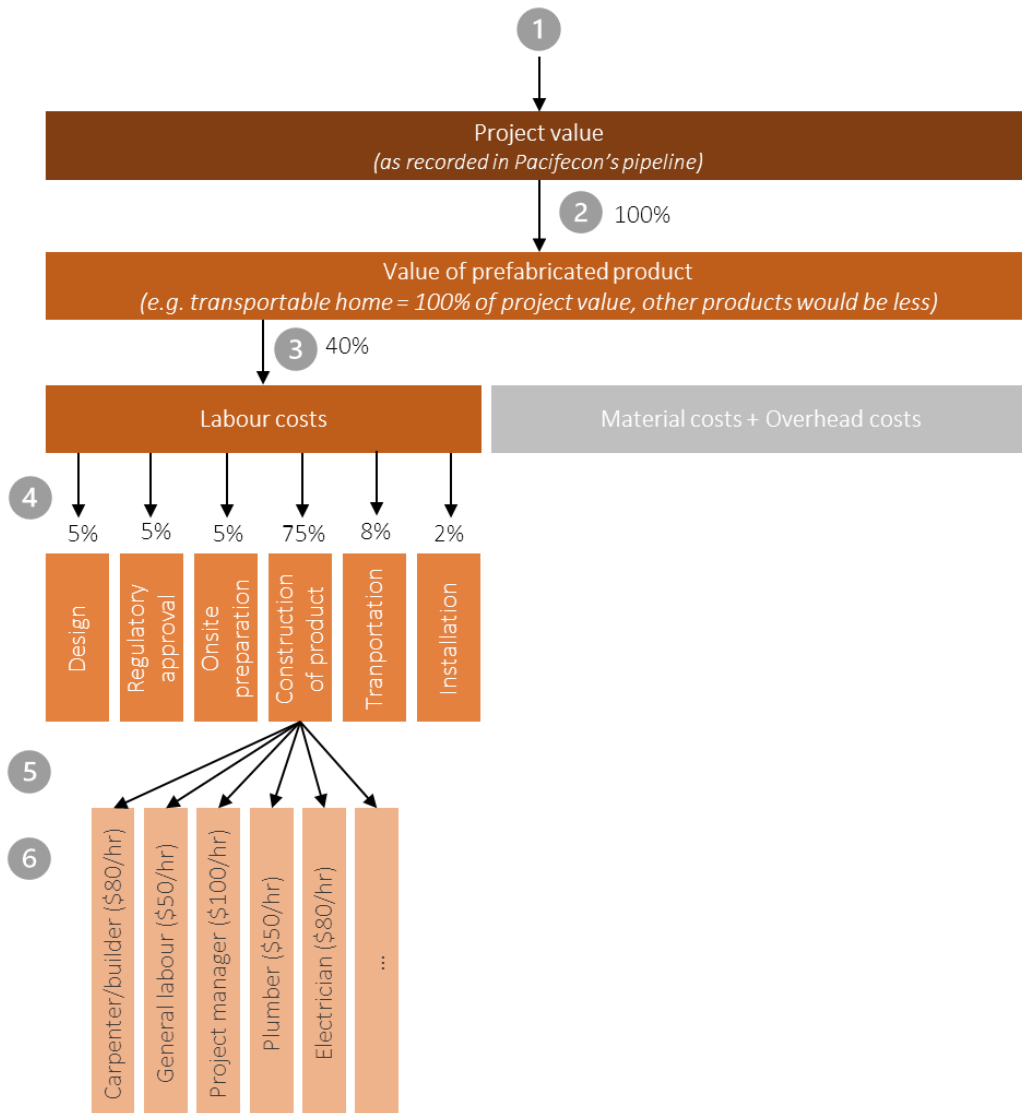 1
Project value
(as recorded in Pacifecon's pipeline)
2
100%
Value of prefabricated product
(e.g. transportable home = 100% of project value, other products would be less)
3
40%
Labour costs
Material costs + Overhead costs
4
5%
5%
5%
75%
8%
2%
Design
Regulatory
approval
Onsite
preparation
Construction
of product
Tranportation
Installation
5
6
Carpenter/builder ($80/hr)
General labour ($50/hr)
Project manager ($100/hr)
Plumber ($50/hr)
Electrician ($80/hr)
...